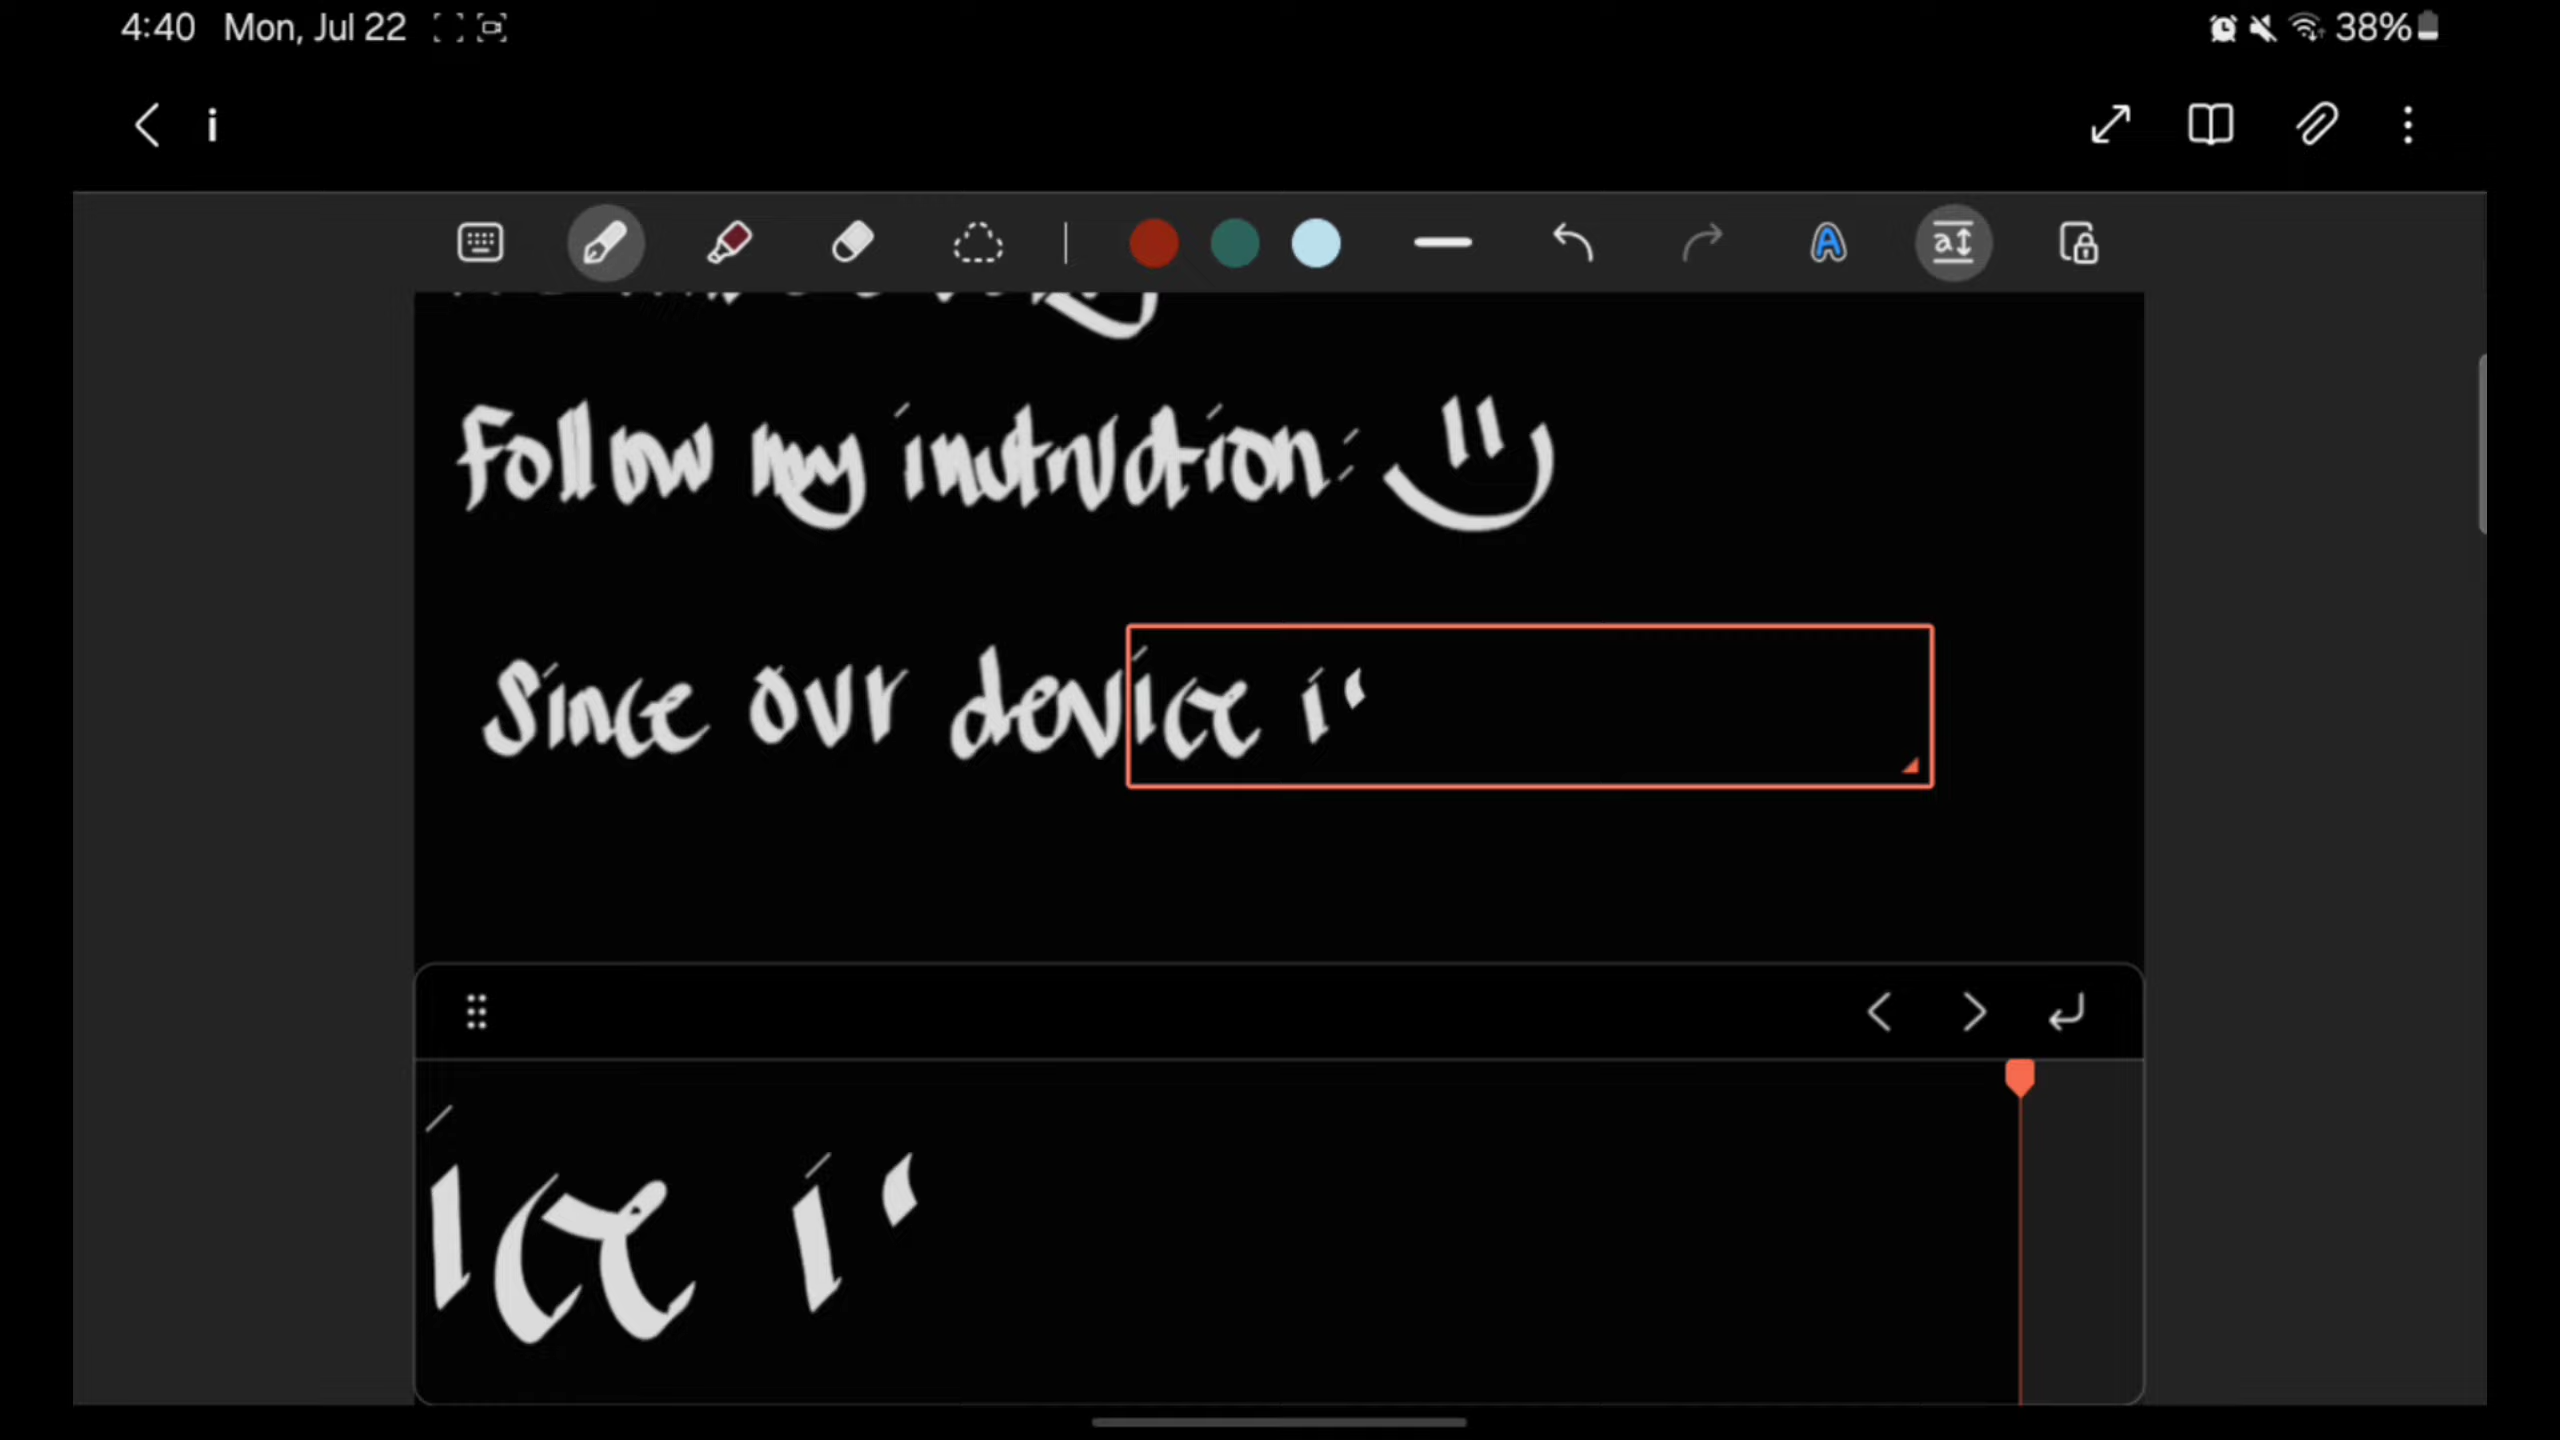 4:40 Mon, Jul 22 38%
i
A a
Follow my instruction: 
Since our device i
ice i